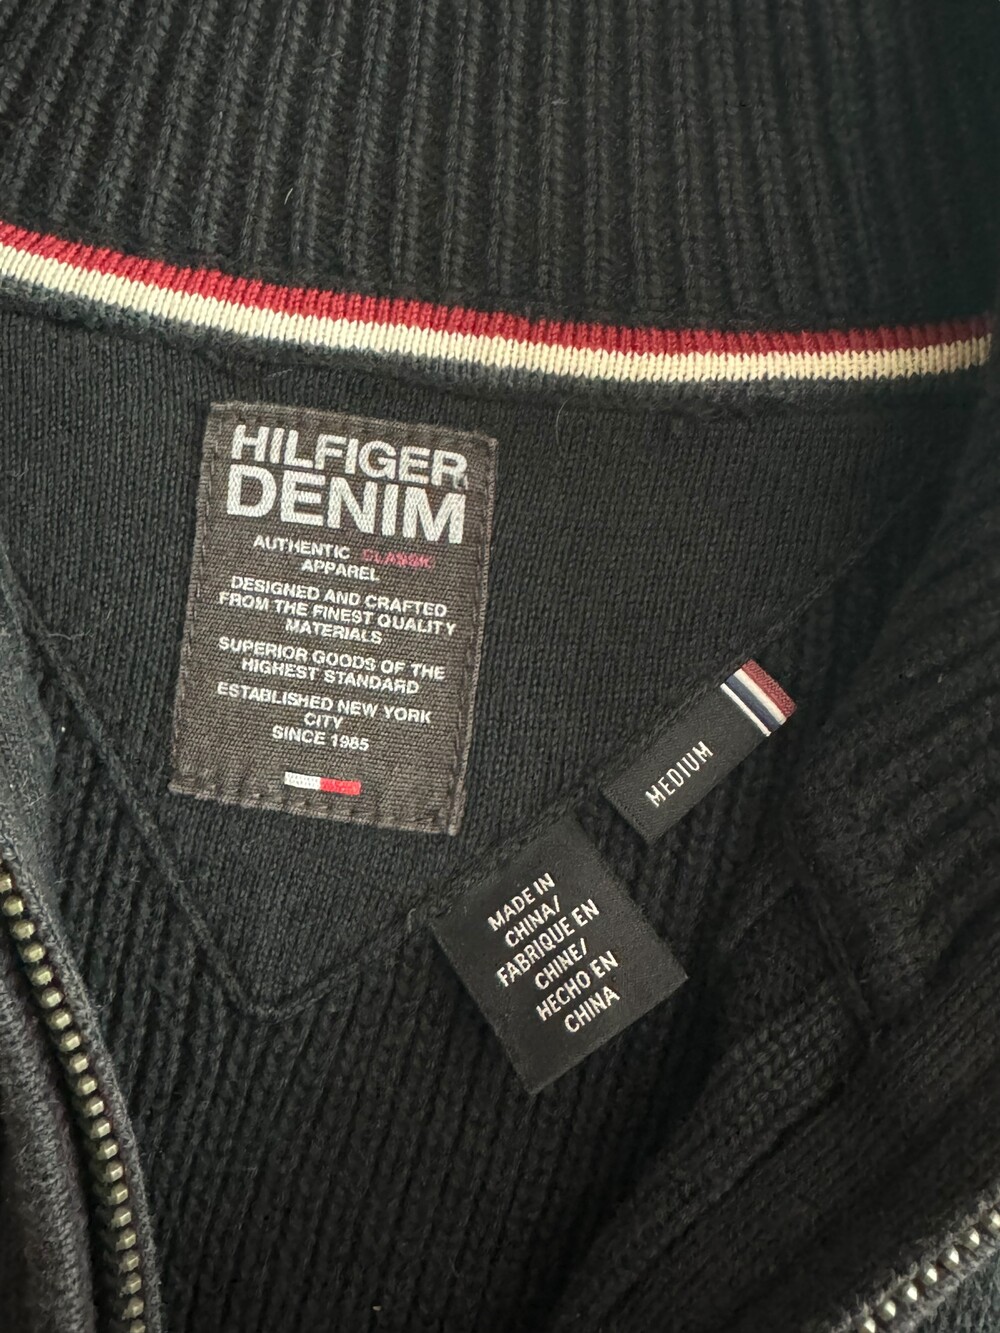 HILFIGER
DENIM
AUTHENTIC CLASSIC
APPAREL
DESIGNED AND CRAFTED
FROM THE FINEST QUALITY
MATERIALS
SUPERIOR GOODS OF THE
HIGHEST STANDARD
ESTABLISHED NEW YORK
CITY
SINCE 1985
MEDIUM
MADE IN
CHINA/
FABRIQUE EN
CHINE/
HECHO EN
CHINA